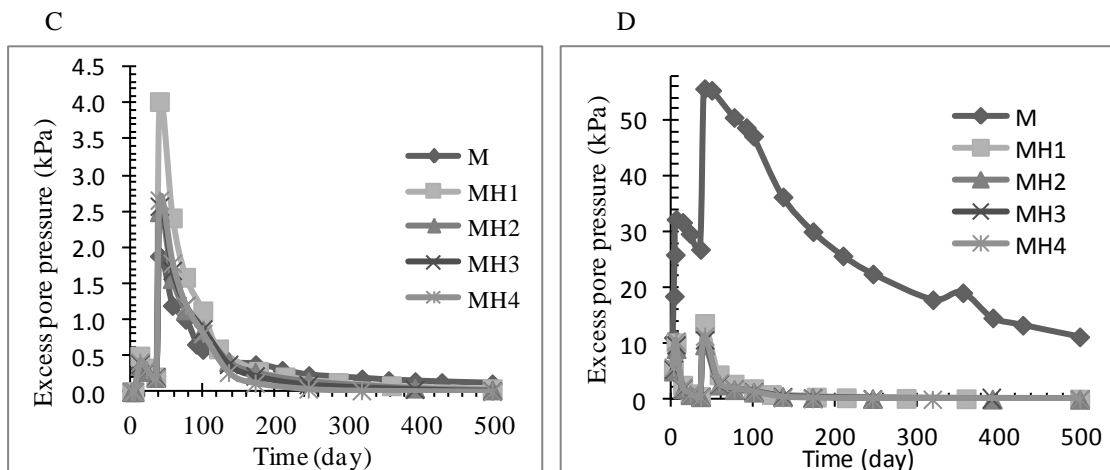 C
D
4.5
4.0
3.5
3.0
2.5
2.0
1.5
1.0
0.5
0.0
0 100 200 300 400 500
Excess pore pressure (kPa)
Time (day)
M
MH1
MH2
MH3
MH4
50
40
30
20
10
0
0 100 200 300 400 500
Excess pore pressure (kPa)
Time (day)
M
MH1
MH2
MH3
MH4